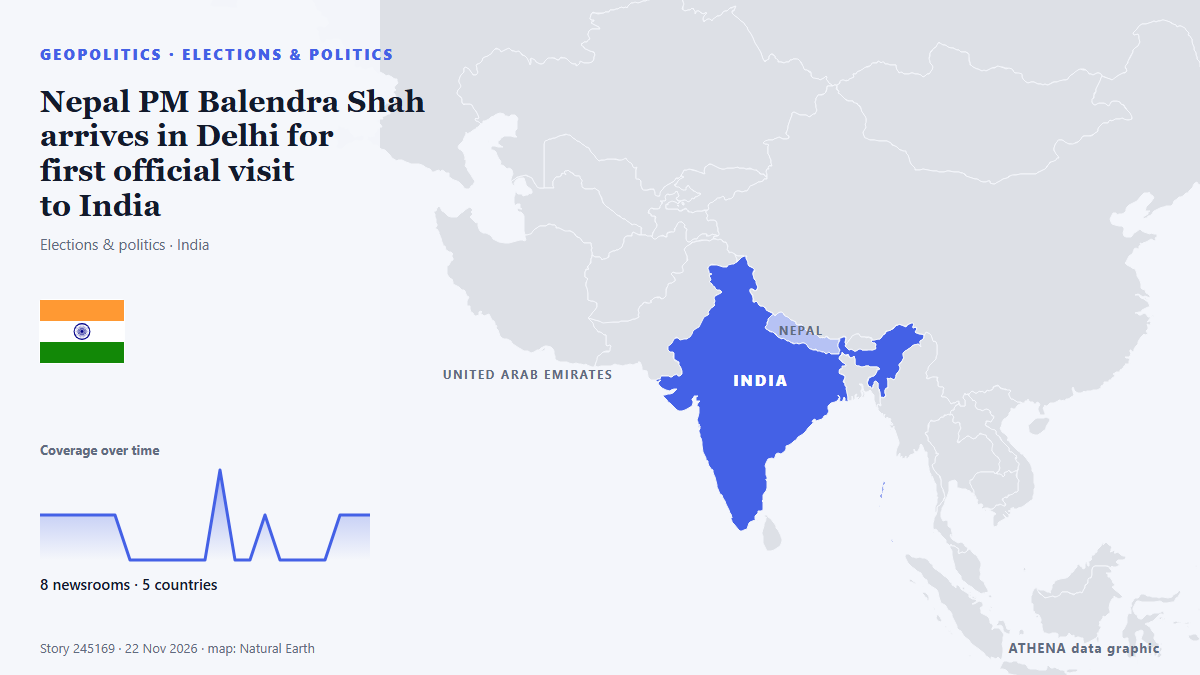 GEOPOLITICS · ELECTIONS & POLITICS
Nepal PM Balendra Shah
arrives in Delhi for
first official visit
to India
Elections & politics · India
NEPAL
UNITED ARAB EMIRATES
INDIA
Coverage over time
8 newsrooms · 5 countries
Story 245169 · 22 Nov 2026 · map: Natural Earth
ATHENA data graphic